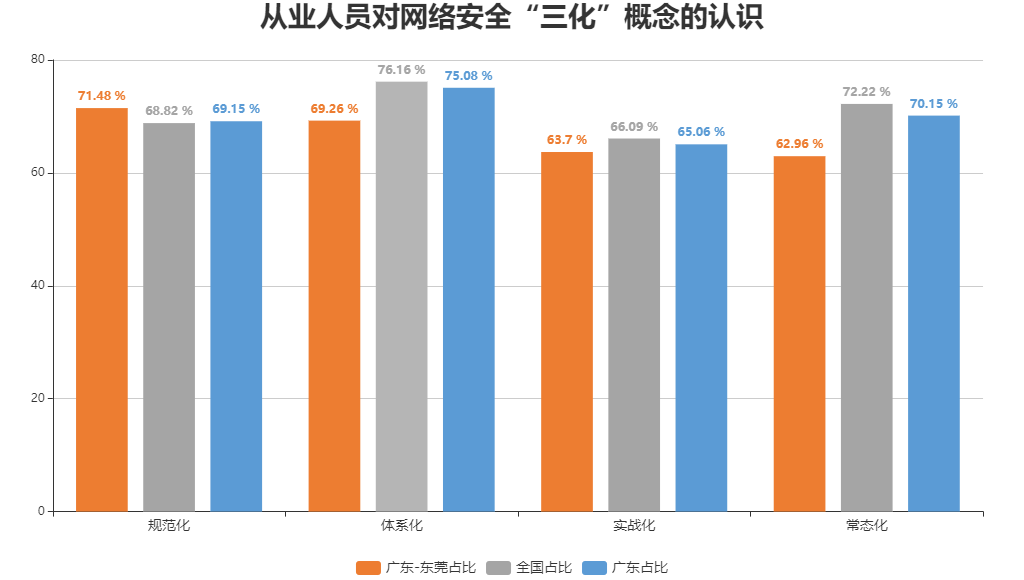 从业人员对网络安全“三化”概念的认识
80
60
40
20
0
71.48 %
68.82 %
69.15 %
69.26 %
76.16 %
75.08 %
63.7 %
66.09 %
65.06 %
62.96 %
72.22 %
70.15 %
规范化
体系化
实战化
常态化
广东-东莞占比
全国占比
广东占比